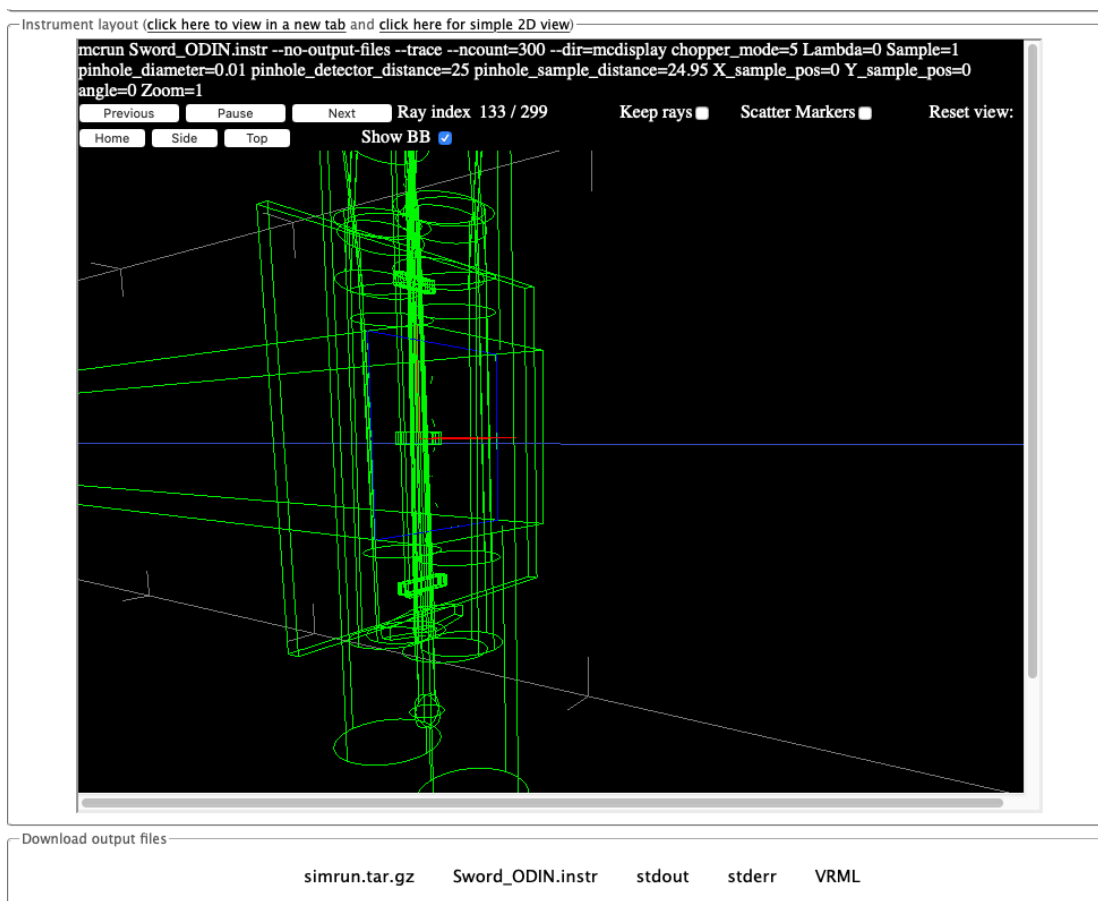 Instrument layout (click here to view in a new tab and click here for simple 2D view)
mcrun Sword_ODIN.instr --no-output-files --trace --ncount=300 --dir=mcdisplay chopper_mode=5 Lambda=0 Sample=1
pinhole_diameter=0.01 pinhole_detector_distance=25 pinhole_sample_distance=24.95 X_sample_pos=0 Y_sample_pos=0
angle=0 Zoom=1
Previous Pause Next Ray index 133 / 299 Keep rays Scatter Markers Reset view:
Home Side Top Show BB
Download output files
simrun.tar.gz Sword_ODIN.instr stdout stderr VRML